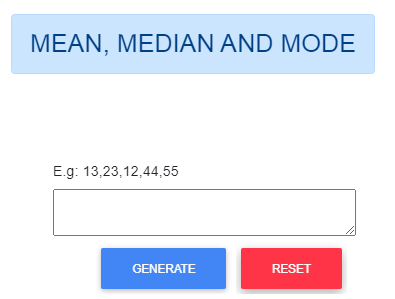 MEAN, MEDIAN AND MODE
E.g: 13,23,12,44,55
GENERATE RESET